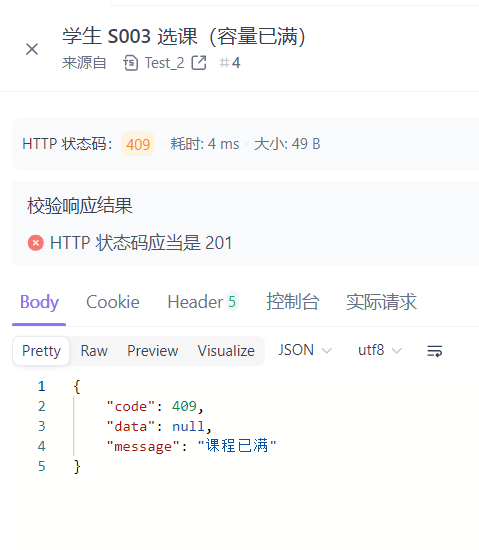 学生 S003 选课（容量已满）
来源自 Test_2 #4
HTTP 状态码： 409 耗时: 4 ms 大小: 49 B
校验响应结果
HTTP 状态码应当是 201
Body Cookie Header 5 控制台 实际请求
Pretty Raw Preview Visualize JSON utf8
1 {
2 "code": 409,
3 "data": null,
4 "message": "课程已满"
5 }